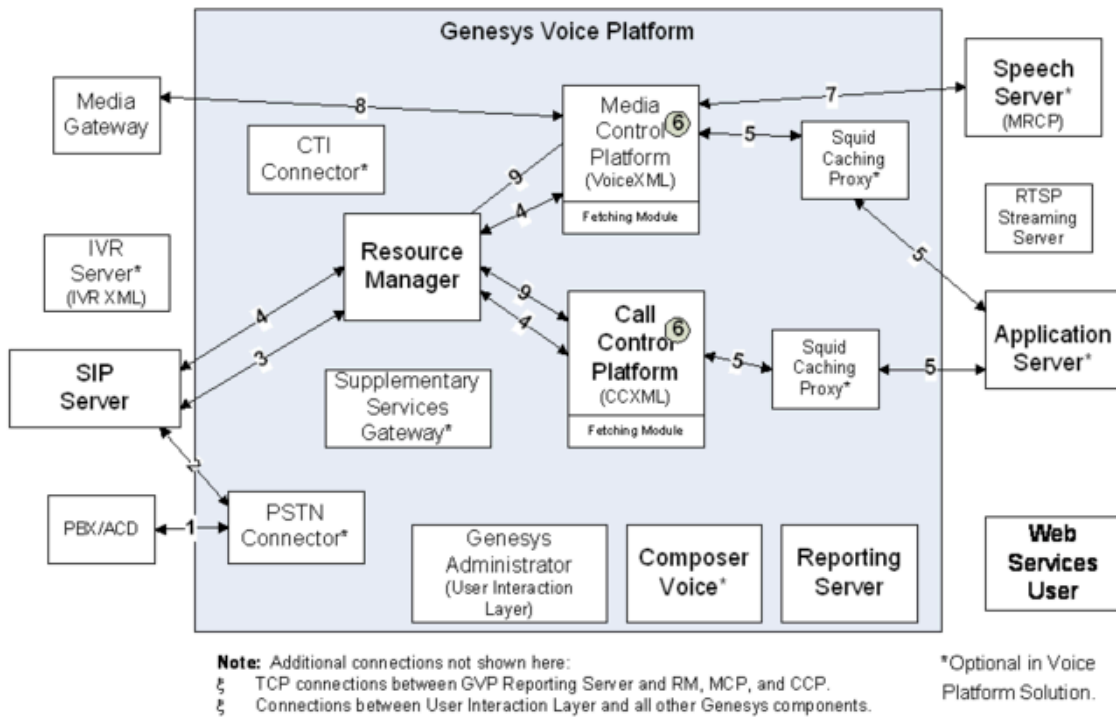 Genesys Voice Platform
Media
Gateway
8
CTI
Connector*
Media
Control
Platform
(VoiceXML)
6
Fetching Module
7
5
Squid
Caching
Proxy*
Speech
Server*
(MRCP)
RTSP
Streaming
Server
9
4
IVR
Server*
(IVR XML)
Resource
Manager
5
4
3
9
4
Call
Control
Platform
(CCXML)
6
Fetching Module
5
Squid
Caching
Proxy*
5
Application
Server*
SIP
Server
Supplementary
Services
Gateway*
2
PBX/ACD
1
PSTN
Connector*
Genesys
Administrator
(User Interaction
Layer)
Composer
Voice*
Reporting
Server
Web
Services
User
Note: Additional connections not shown here:
ξ TCP connections between GVP Reporting Server and RM, MCP, and CCP.
ξ Connections between User Interaction Layer and all other Genesys components.
*Optional in Voice
Platform Solution.